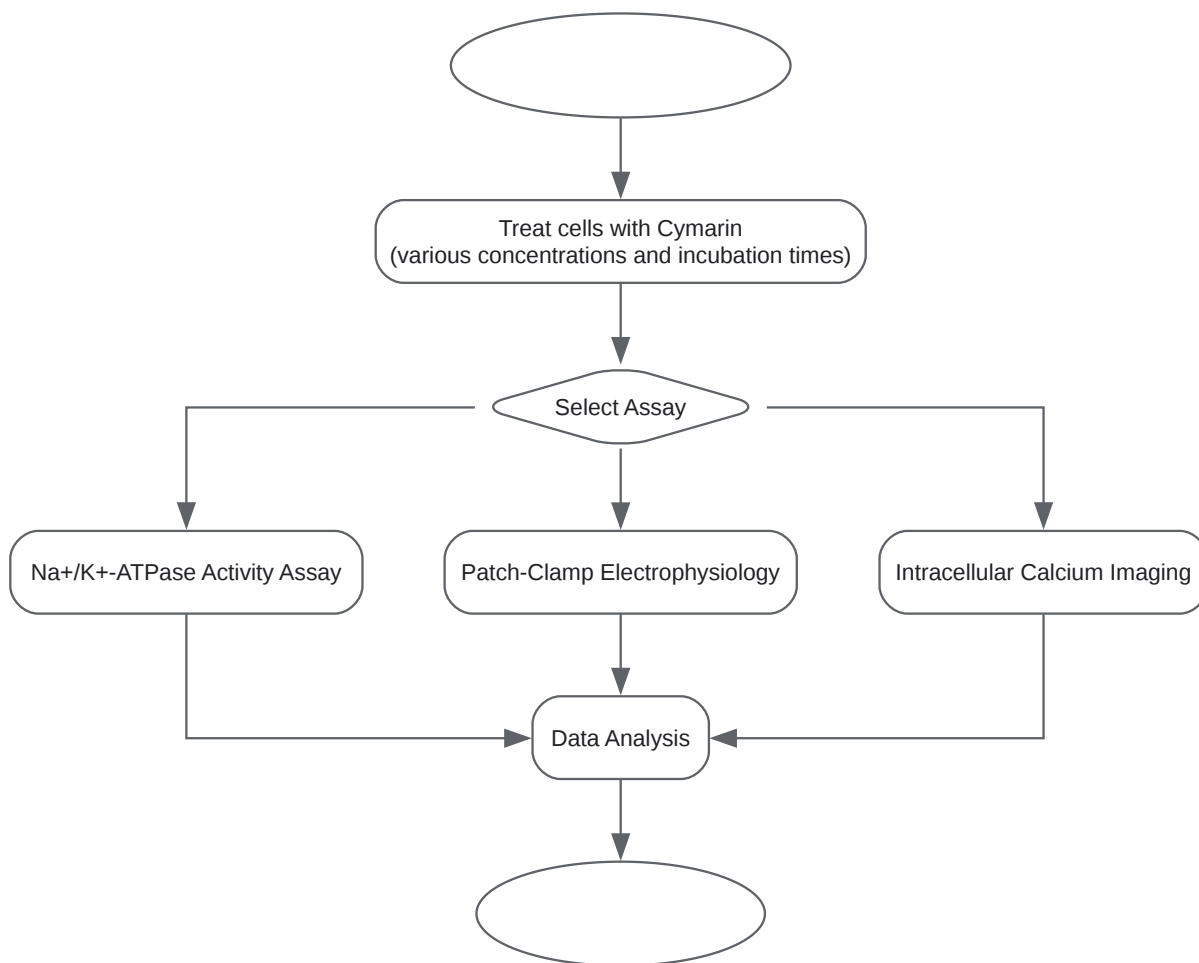 Treat cells with Cymarin
(various concentrations and incubation times)
Select Assay
Na+/K+-ATPase Activity Assay
Patch-Clamp Electrophysiology
Intracellular Calcium Imaging
Data Analysis